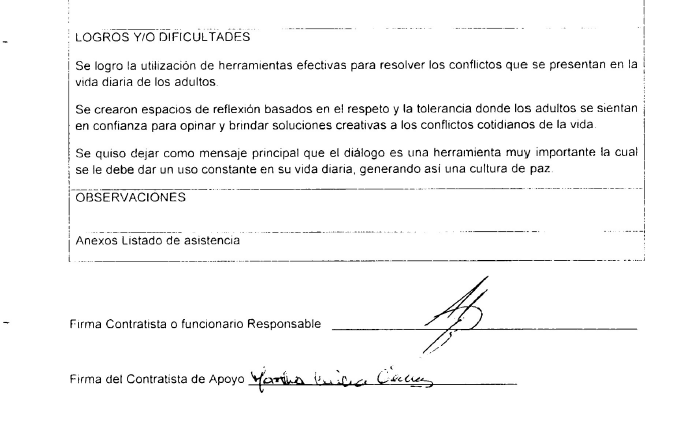 LOGROS Y/O DIFICULTADES
Se logro la utilización de herramientas efectivas para resolver los conflictos que se presentan en la
vida diaria de los adultos.
Se crearon espacios de reflexión basados en el respeto y la tolerancia donde los adultos se sientan
en confianza para opinar y brindar soluciones creativas a los conflictos cotidianos de la vida.
Se quiso dejar como mensaje principal que el diálogo es una herramienta muy importante la cual
se le debe dar un uso constante en su vida diaria, generando así una cultura de paz.
OBSERVACIONES
Anexos Listado de asistencia
Firma Contratista o funcionario Responsable
Firma del Contratista de Apoyo